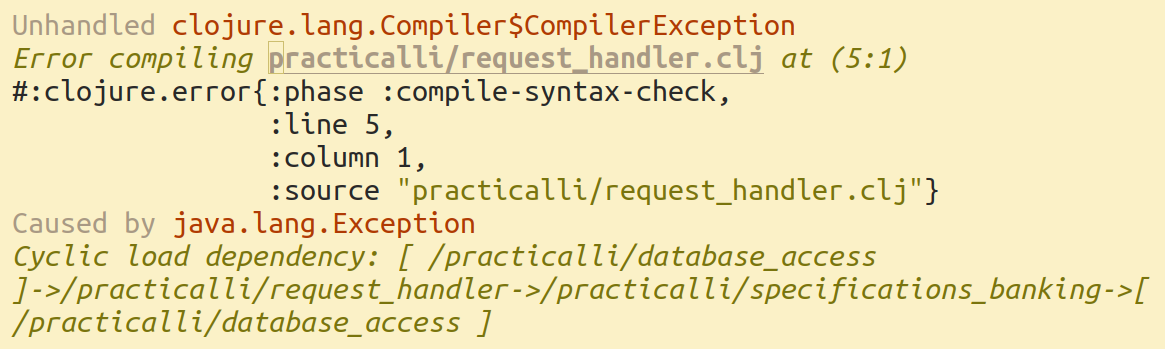 Unhandled clojure.lang.Compiler$CompilerException
Error compiling practicalli/request_handler.clj at (5:1)
#:clojure.error{:phase :compile-syntax-check,
                :line 5,
                :column 1,
                :source "practicalli/request_handler.clj"}
Caused by java.lang.Exception
Cyclic load dependency: [ /practicalli/database_access
]->/practicalli/request_handler->/practicalli/specifications_banking->[
/practicalli/database_access ]